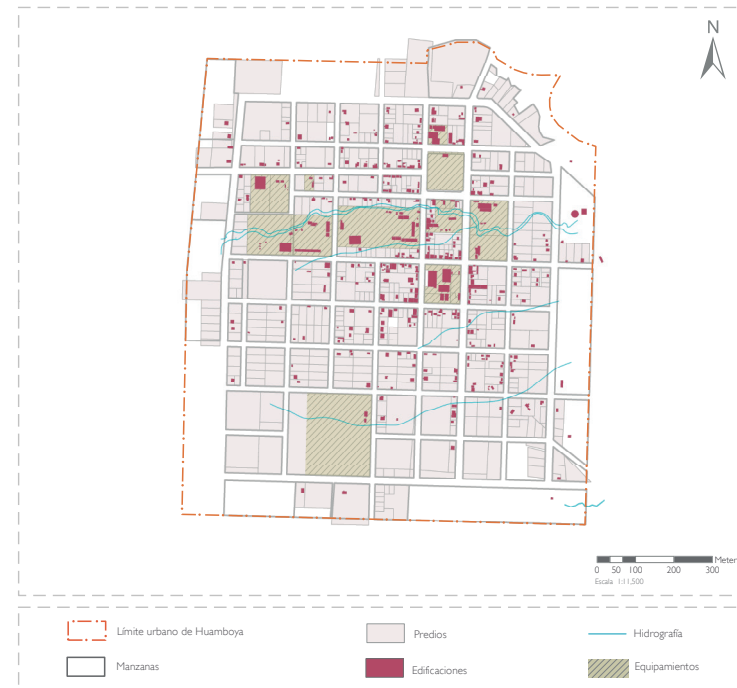 N
Meter
0 50 100 200 300
Escala 1:11,500
Límite urbano de Huamboya
Predios
Hidrografía
Manzanas
Edificaciones
Equipamientos